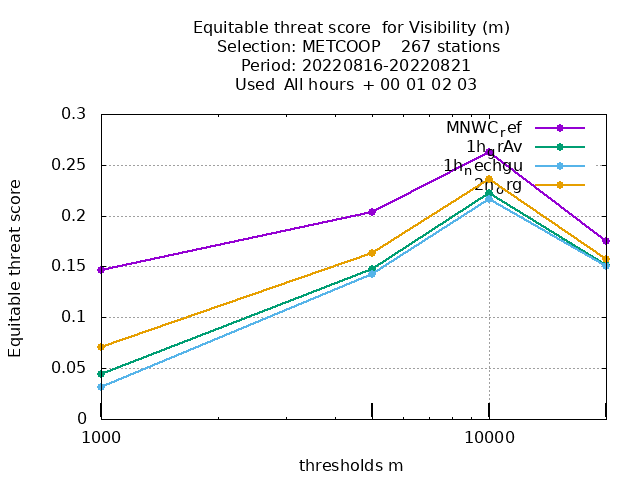 Equitable threat score  for Visibility (m)
Selection: METCOOP    267 stations
Period: 20220816-20220821
Used  All hours  + 00 01 02 03
0.3
0.25
0.2
0.15
0.1
0.05
0
1000
10000
Equitable threat score
thresholds m
MNWC_ref
1h_grAv
1h_nechgu
2h_org